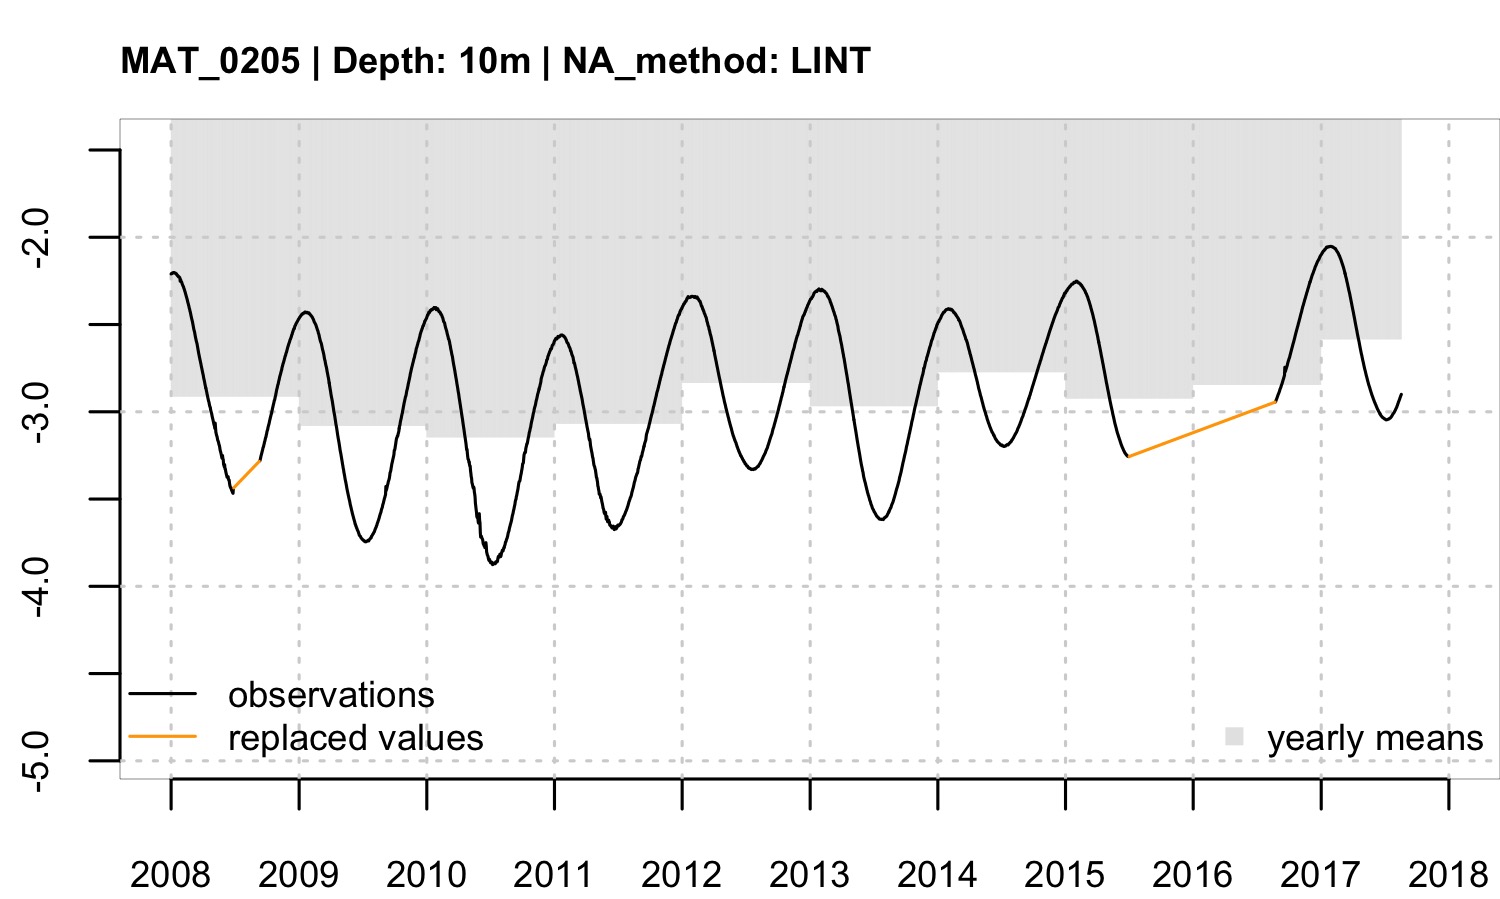 MAT_0205 | Depth: 10m | NA_method: LINT
-2.0
-3.0
-4.0
-5.0
observations
replaced values
yearly means
2008 2009 2010 2011 2012 2013 2014 2015 2016 2017 2018